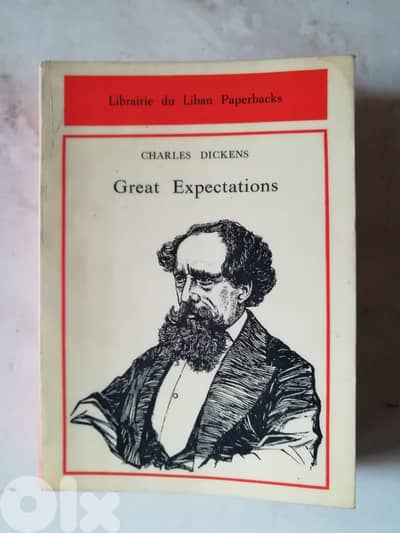 Librairie du Liban Paperbacks
CHARLES DICKENS
Great Expectations
olx